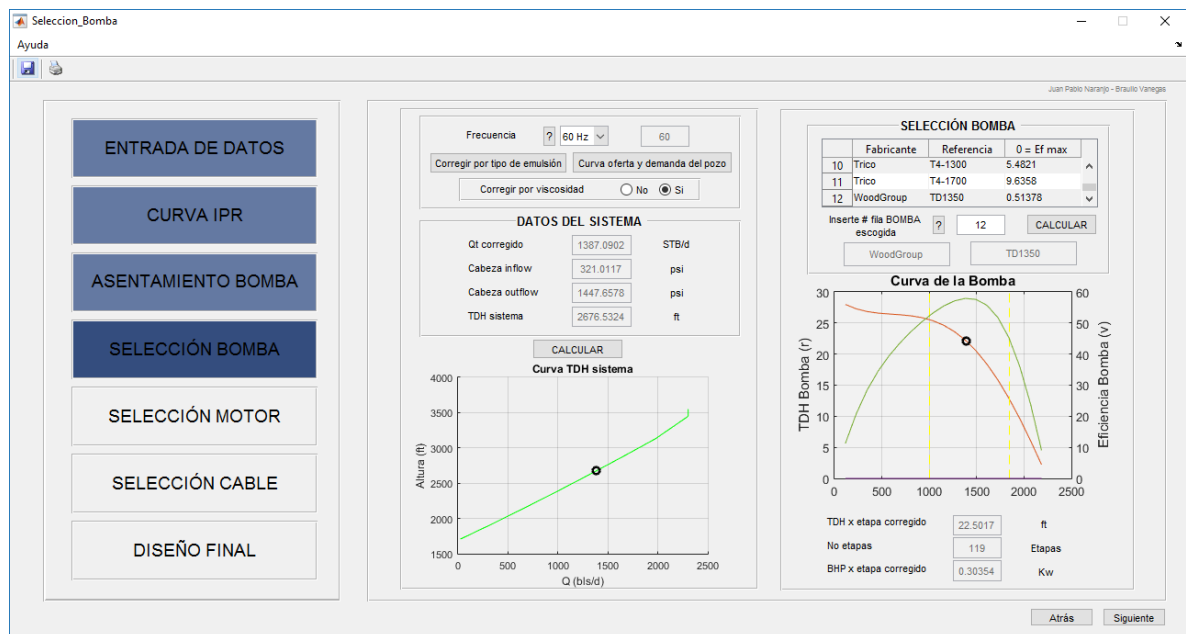 Seleccion_Bomba
Ayuda
Juan Pablo Naranjo - Braulio Vanegas
ENTRADA DE DATOS
CURVA IPR
ASENTAMIENTO BOMBA
SELECCIÓN BOMBA
SELECCIÓN MOTOR
SELECCIÓN CABLE
DISEÑO FINAL
Frecuencia ? 60 Hz 60
Corregir por tipo de emulsión Curva oferta y demanda del pozo
Corregir por viscosidad No Si
DATOS DEL SISTEMA
Qt corregido 1387.0902 STB/d
Cabeza inflow 321.0117 psi
Cabeza outflow 1447.6578 psi
TDH sistema 2676.5324 ft
CALCULAR
Curva TDH sistema
4000
3500
3000
2500
2000
1500
Altura (ft)
0 500 1000 1500 2000 2500
Q (bls/d)
SELECCIÓN BOMBA
Fabricante Referencia 0 = Ef max
10 Trico T4-1300 5.4821
11 Trico T4-1700 9.6358
12 WoodGroup TD1350 0.51378
Inserte # fila BOMBA
escogida ? 12 CALCULAR
WoodGroup TD1350
Curva de la Bomba
30 60
25 50
20 40
15 30
10 20
5 10
0 0
TDH Bomba (r)
Eficiencia Bomba (v)
0 500 1000 1500 2000 2500
TDH x etapa corregido 22.5017 ft
No etapas 119 Etapas
BHP x etapa corregido 0.30354 Kw
Atrás Siguiente